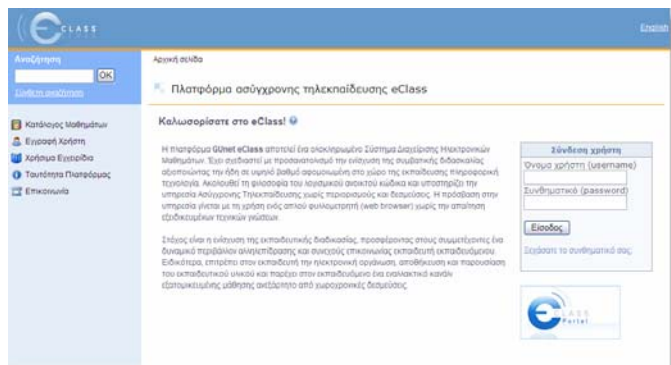 eCLASS
English
Αναζήτηση
OK
Σύνθετη αναζήτηση
Αρχική σελίδα
Πλατφόρμα ασύγχρονης τηλεκπαίδευσης eClass
Κατάλογος Μαθημάτων
Εγγραφή Χρήστη
Χρήσιμα Εγχειρίδια
Ταυτότητα Πλατφόρμας
Επικοινωνία
Καλωσορίσατε στο eClass!
Η πλατφόρμα GUnet eClass αποτελεί ένα ολοκληρωμένο Σύστημα Διαχείρισης Ηλεκτρονικών
Μαθημάτων. Έχει σχεδιαστεί με προσανατολισμό την ενίσχυση της συμβατικής διδασκαλίας
αξιοποιώντας την ήδη σε υψηλό βαθμό αφομοιωμένη στο χώρο της εκπαίδευσης πληροφορική
τεχνολογία. Ακολουθεί τη φιλοσοφία του λογισμικού ανοικτού κώδικα και υποστηρίζει την
υπηρεσία Ασύγχρονης Τηλεκπαίδευσης χωρίς περιορισμούς και δεσμεύσεις. Η πρόσβαση στην
υπηρεσία γίνεται με τη χρήση ενός απλού φυλλομετρητή (web browser) χωρίς την απαίτηση
εξειδικευμένων τεχνικών γνώσεων.
Στόχος είναι η ενίσχυση της εκπαιδευτικής διαδικασίας, προσφέροντας στους συμμετέχοντες ένα
δυναμικό περιβάλλον αλληλεπίδρασης και συνεχούς επικοινωνίας εκπαιδευτή εκπαιδευόμενου.
Ειδικότερα, επιτρέπει στον εκπαιδευτή την ηλεκτρονική οργάνωση, αποθήκευση και παρουσίαση
του εκπαιδευτικού υλικού και παρέχει στον εκπαιδευόμενο ένα εναλλακτικό κανάλι
εξατομικευμένης μάθησης ανεξάρτητο από χωροχρονικές δεσμεύσεις.
Σύνδεση χρήστη
Όνομα χρήστη (username)
Συνθηματικό (password)
Είσοδος
Ξεχάσατε το συνθηματικό σας;
eCLASS
Portal